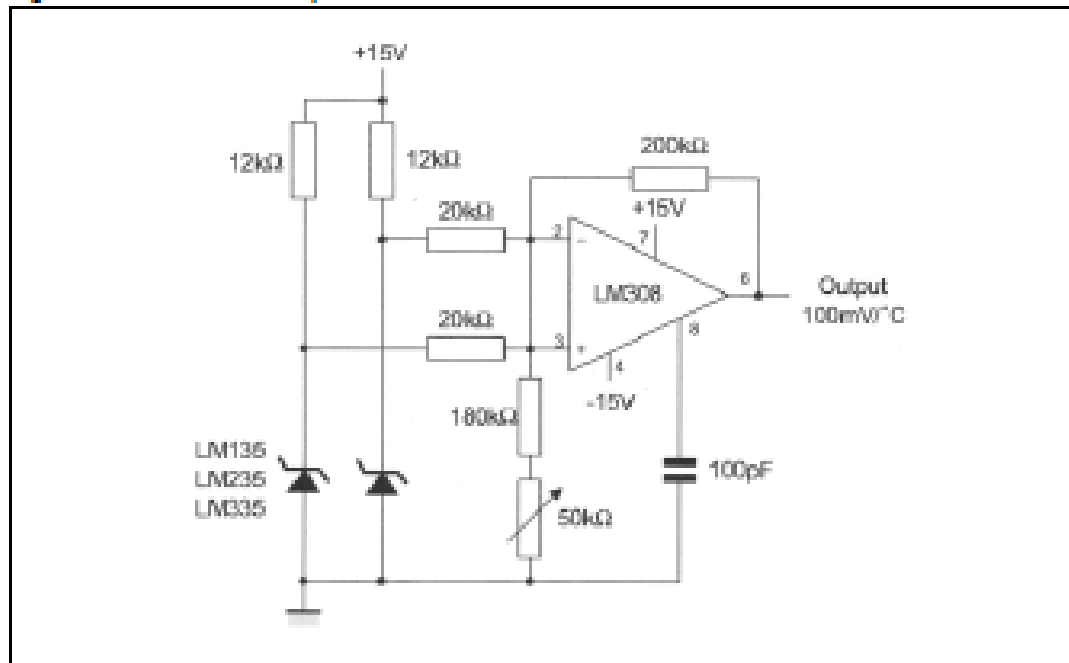 +15V
12kΩ
12kΩ
200kΩ
20kΩ
+15V
2
7
−
LM308
6
Output
100mV/°C
20kΩ
8
3
+
4
-15V
180kΩ
LM135
LM235
LM335
100pF
50kΩ